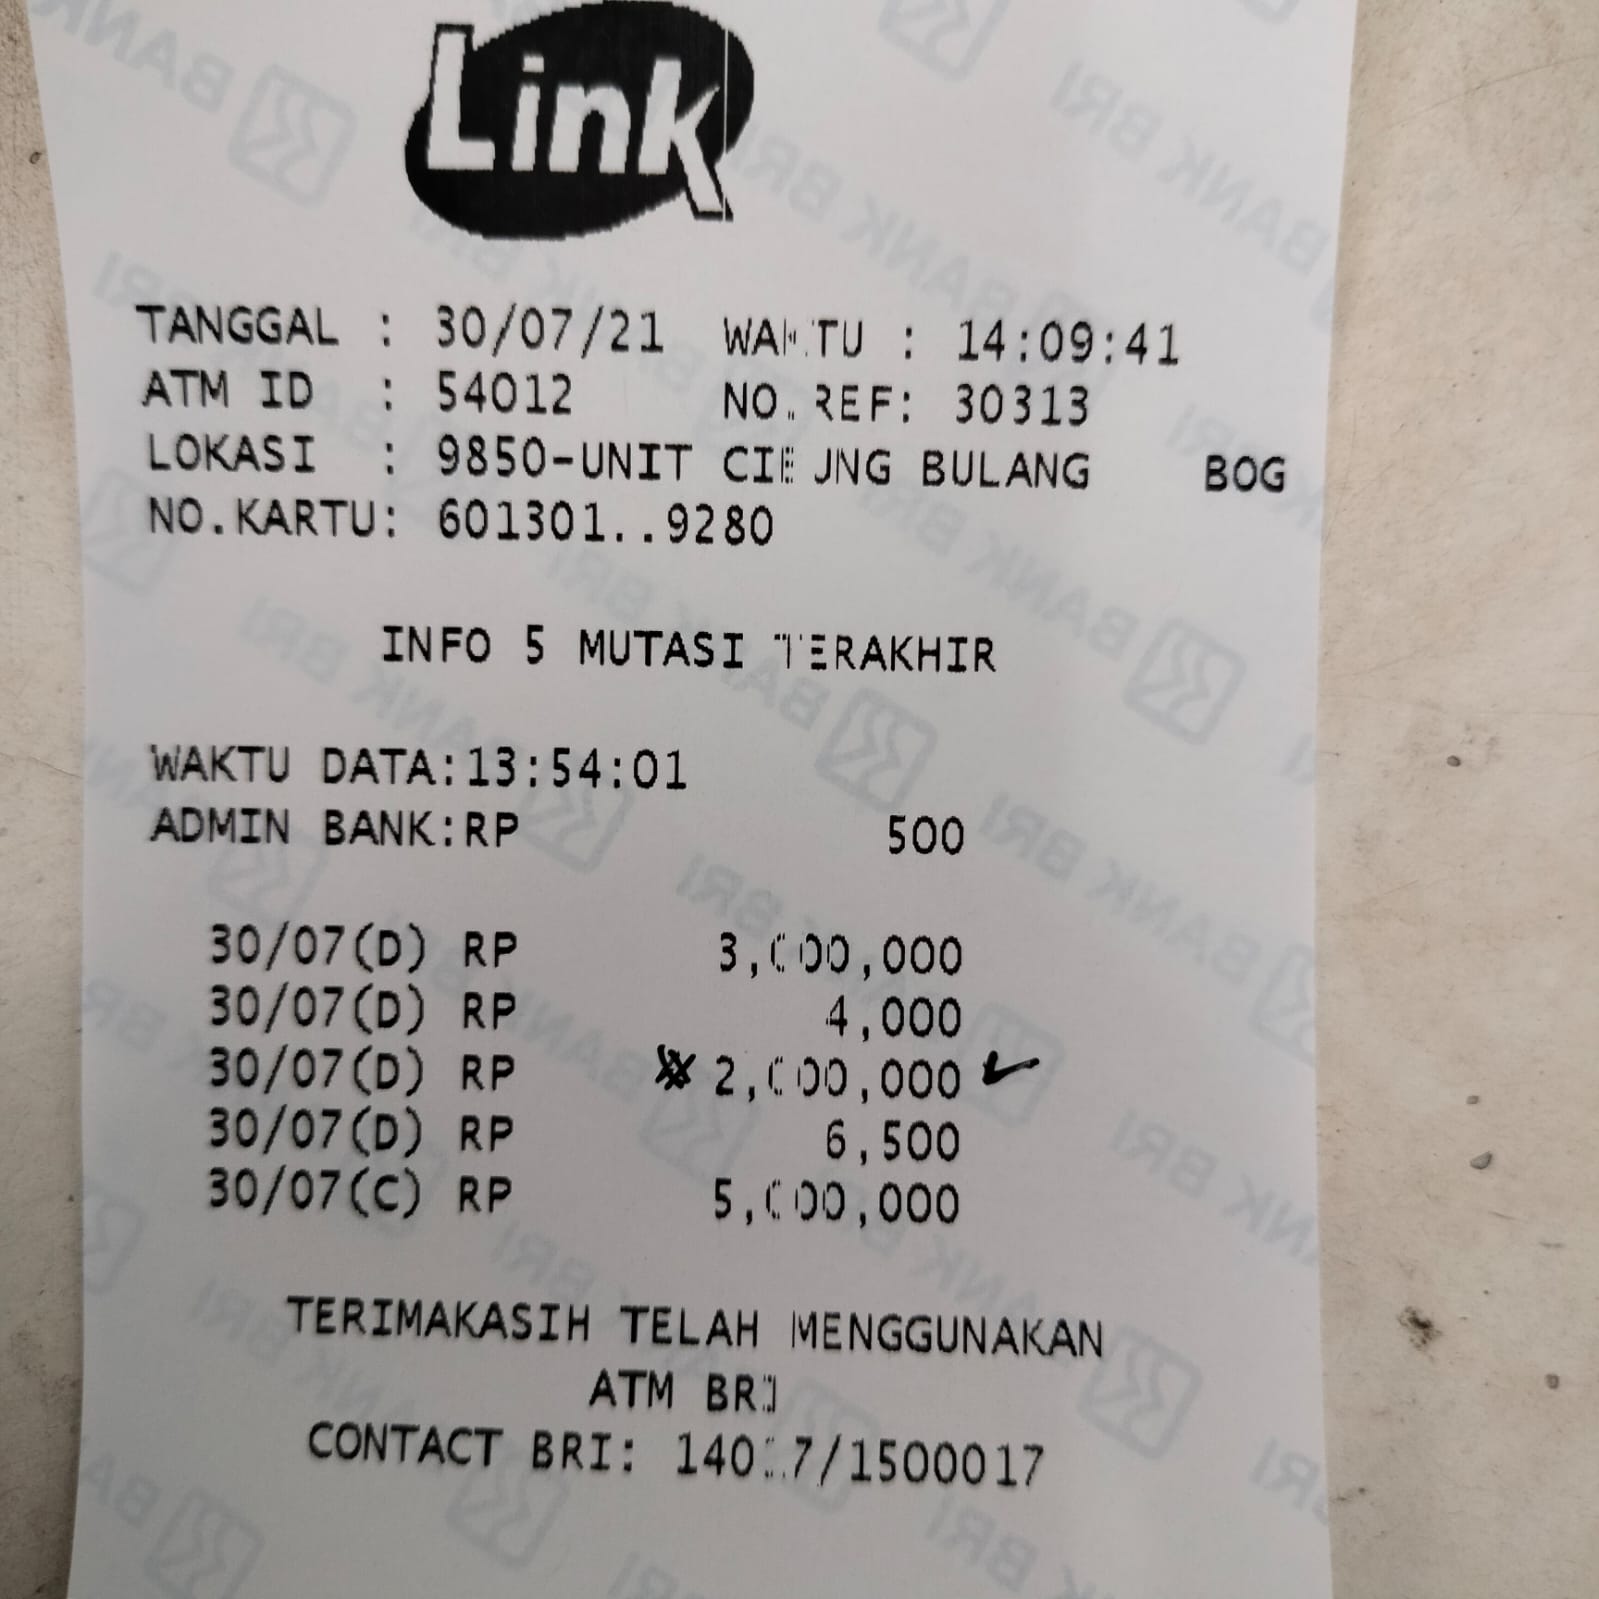 Link
TANGGAL : 30/07/21 WAKTU : 14:09:41
ATM ID : 54012 NO.REF: 30313
LOKASI : 9850-UNIT CIBUNG BULANG BOG
NO.KARTU: 601301..9280
INFO 5 MUTASI TERAKHIR
WAKTU DATA:13:54:01
ADMIN BANK:RP 500
30/07(D) RP 3,000,000
30/07(D) RP 4,000
30/07(D) RP 2,000,000
30/07(D) RP 6,500
30/07(C) RP 5,000,000
TERIMAKASIH TELAH MENGGUNAKAN
ATM BRI
CONTACT BRI: 14017/1500017